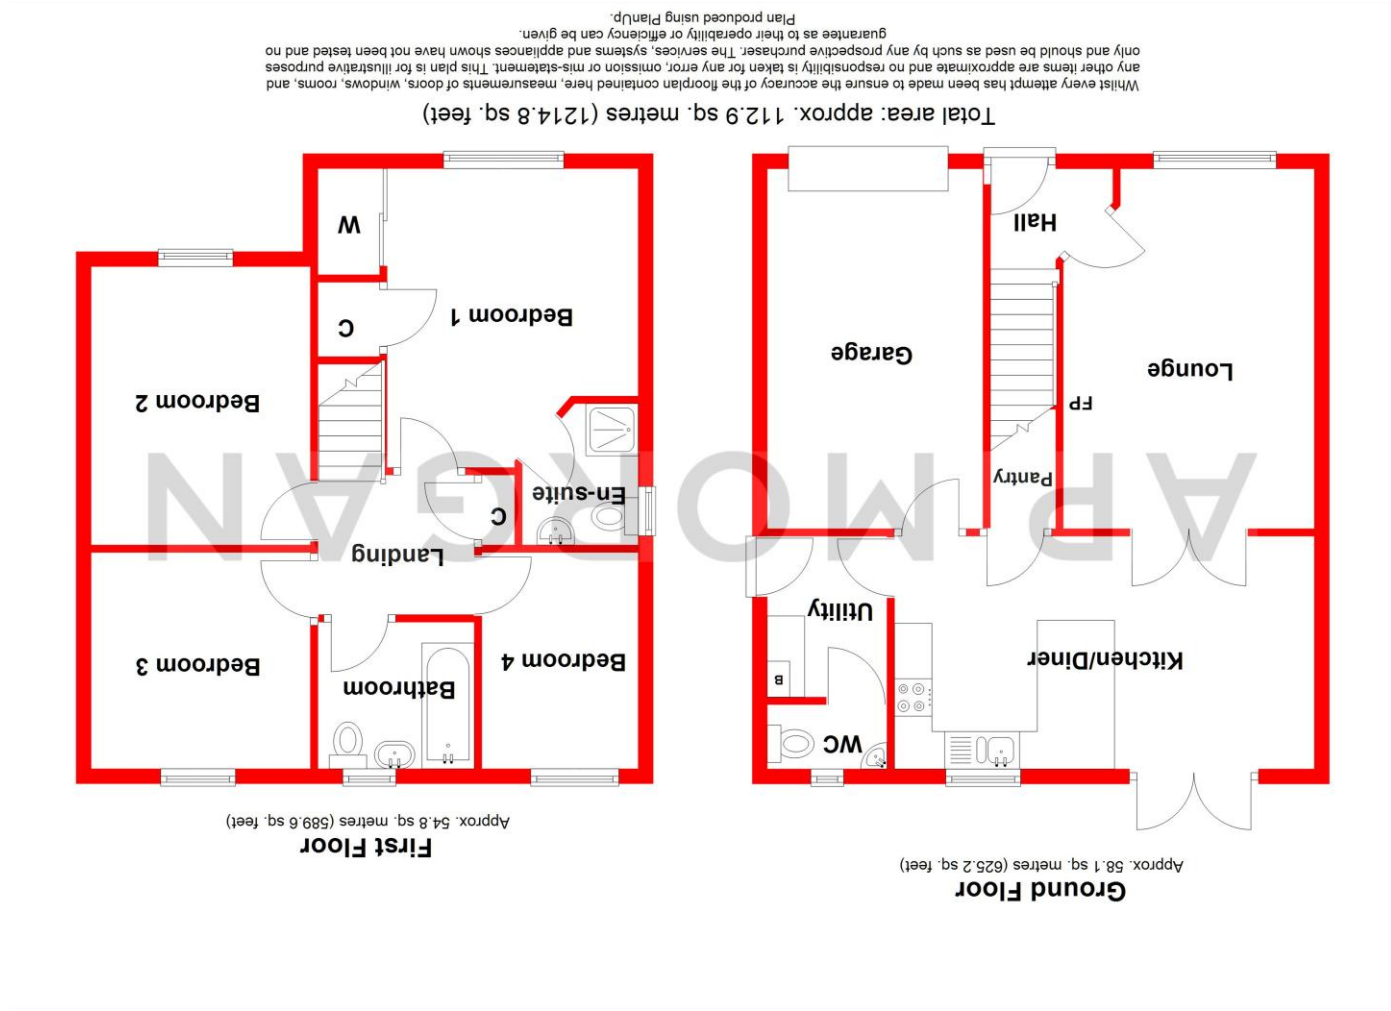 Ground Floor
Approx. 58.1 sq. metres (625.2 sq. feet)
Kitchen/Diner
WC
B
Utility
Pantry
FP
Lounge
Garage
Hall
First Floor
Approx. 54.8 sq. metres (589.6 sq. feet)
Bedroom 4
Bathroom
Bedroom 3
Landing
C
En-suite
Bedroom 2
Bedroom 1
C
W
AP MORGAN
Total area: approx. 112.9 sq. metres (1214.8 sq. feet)
Whilst every attempt has been made to ensure the accuracy of the floorplan contained here, measurements of doors, windows, rooms, and
any other items are approximate and no responsibility is taken for any error, omission or mis-statement. This plan is for illustrative purposes
only and should be used as such by any prospective purchaser. The services, systems and appliances shown have not been tested and no
guarantee as to their operability or efficiency can be given.
Plan produced using PlanUp.